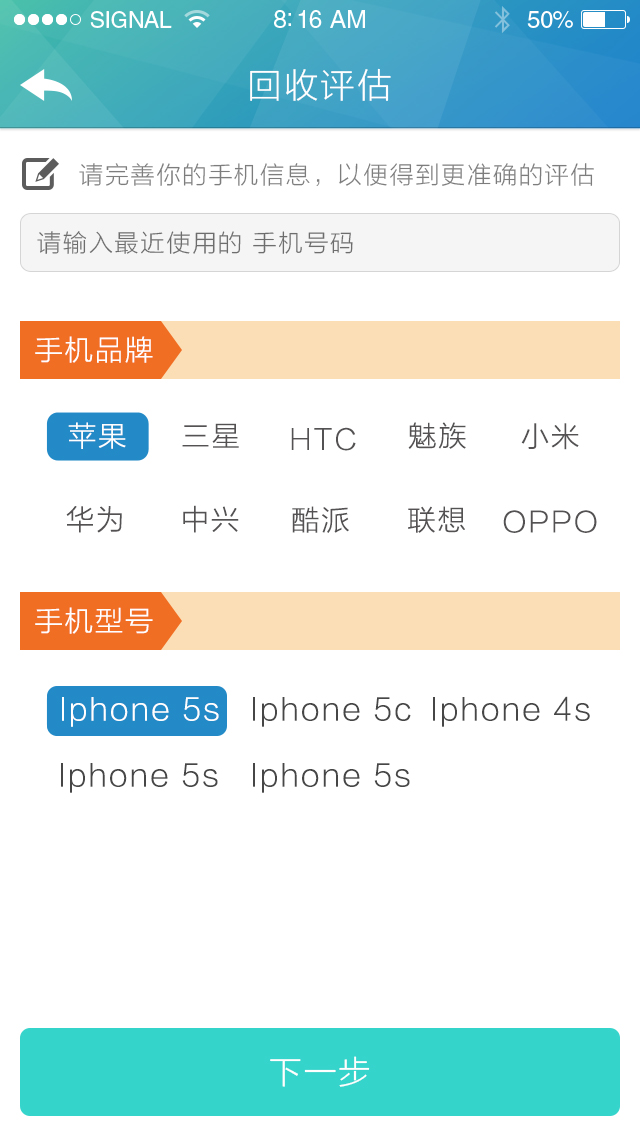 SIGNAL 8:16 AM 50%
回收评估
请完善你的手机信息，以便得到更准确的评估
请输入最近使用的 手机号码
手机品牌
苹果 三星 HTC 魅族 小米
华为 中兴 酷派 联想 OPPO
手机型号
Iphone 5s Iphone 5c Iphone 4s
Iphone 5s Iphone 5s
下一步